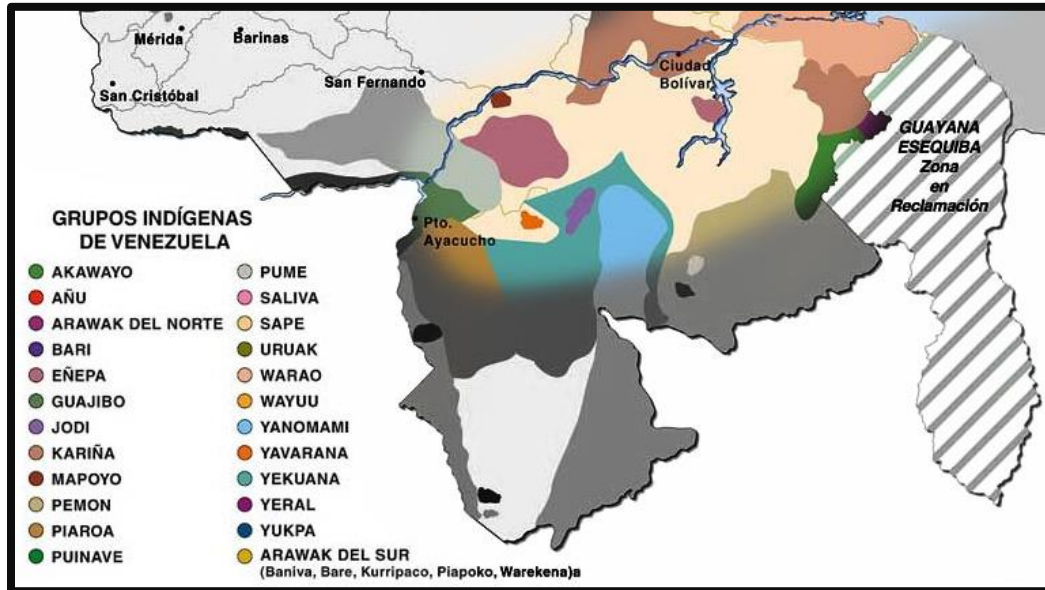 Mérida
Barinas
San Cristóbal
San Fernando
Ciudad
Bolívar
GUAYANA
ESEQUIBA
Zona
en
Reclamación
Pto.
Ayacucho
GRUPOS INDÍGENAS
DE VENEZUELA
AKAWAYO
AÑU
ARAWAK DEL NORTE
BARI
EÑEPA
GUAJIBO
JODI
KARIÑA
MAPOYO
PEMON
PIAROA
PUINAVE
PUME
SALIVA
SAPE
URUAK
WARAO
WAYUU
YANOMAMI
YAVARANA
YEKUANA
YERAL
YUKPA
ARAWAK DEL SUR
(Baniva, Bare, Kurripaco, Piapoko, Warekena)a